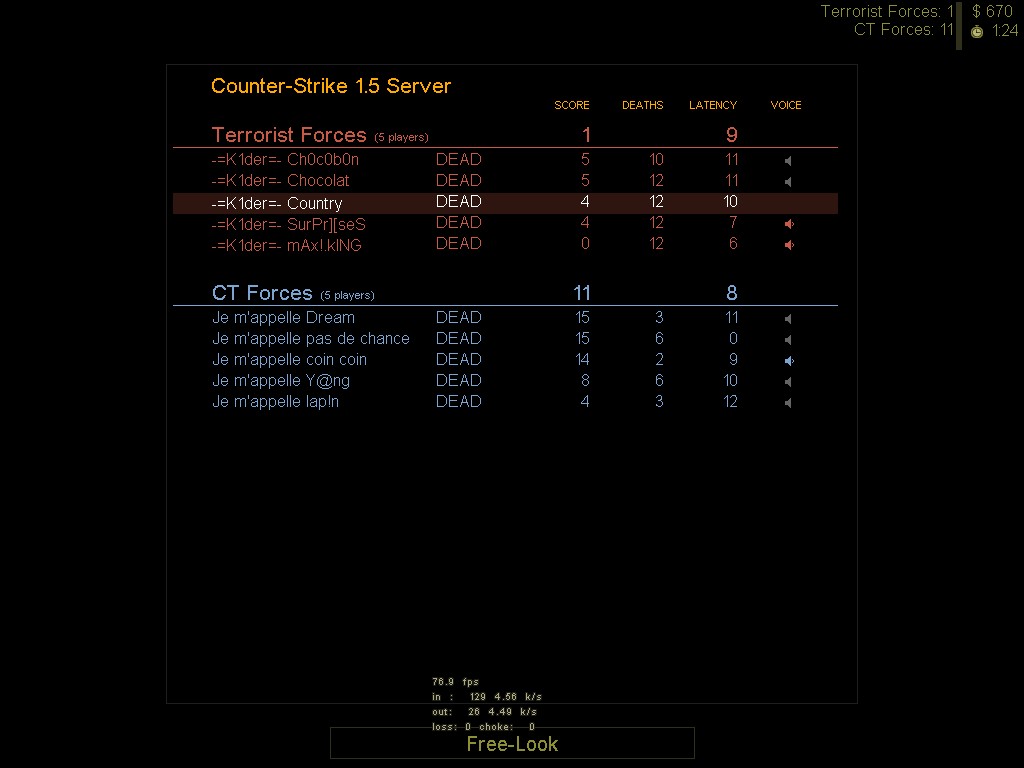 Terrorist Forces: 1 $ 670
CT Forces: 11 1:24
Counter-Strike 1.5 Server
SCORE DEATHS LATENCY VOICE
Terrorist Forces (5 players) 1 9
-=K1der=- Ch0c0b0n DEAD 5 10 11
-=K1der=- Chocolat DEAD 5 12 11
-=K1der=- Country DEAD 4 12 10
-=K1der=- SurPr][seS DEAD 4 12 7
-=K1der=- mAx!.kING DEAD 0 12 6
CT Forces (5 players) 11 8
Je m'appelle Dream DEAD 15 3 11
Je m'appelle pas de chance DEAD 15 6 0
Je m'appelle coin coin DEAD 14 2 9
Je m'appelle Y@ng DEAD 8 6 10
Je m'appelle lap!n DEAD 4 3 12
76.9 fps
in : 129 4.56 k/s
out: 26 4.49 k/s
loss: 0 choke: 0
Free-Look